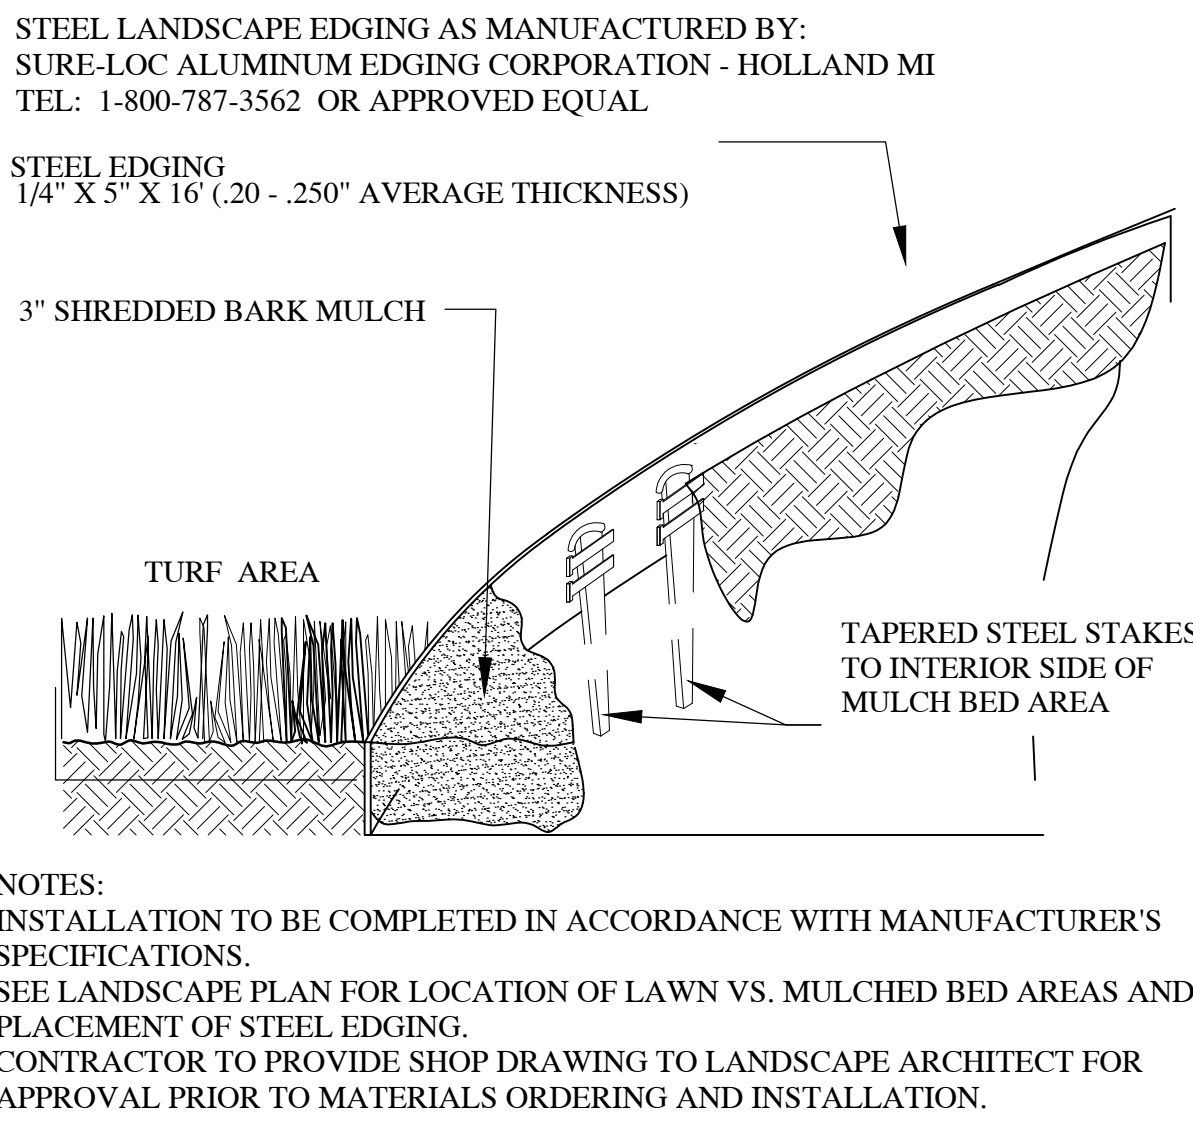 STEEL LANDSCAPE EDGING AS MANUFACTURED BY:
SURE-LOC ALUMINUM EDGING CORPORATION - HOLLAND MI
TEL: 1-800-787-3562 OR APPROVED EQUAL
STEEL EDGING
1/4" X 5" X 16' (.20 - .250" AVERAGE THICKNESS)
3" SHREDDED BARK MULCH
TURF AREA
TAPERED STEEL STAKES
TO INTERIOR SIDE OF
MULCH BED AREA
NOTES:
INSTALLATION TO BE COMPLETED IN ACCORDANCE WITH MANUFACTURER'S
SPECIFICATIONS.
SEE LANDSCAPE PLAN FOR LOCATION OF LAWN VS. MULCHED BED AREAS AND
PLACEMENT OF STEEL EDGING.
CONTRACTOR TO PROVIDE SHOP DRAWING TO LANDSCAPE ARCHITECT FOR
APPROVAL PRIOR TO MATERIALS ORDERING AND INSTALLATION.